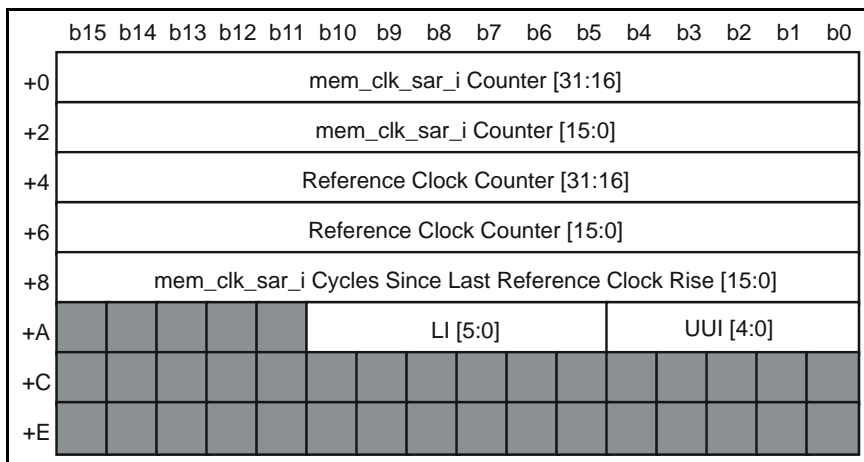 b15 b14 b13 b12 b11 b10 b9 b8 b7 b6 b5 b4 b3 b2 b1 b0
+0 mem_clk_sar_i Counter [31:16]
+2 mem_clk_sar_i Counter [15:0]
+4 Reference Clock Counter [31:16]
+6 Reference Clock Counter [15:0]
+8 mem_clk_sar_i Cycles Since Last Reference Clock Rise [15:0]
+A LI [5:0] UUI [4:0]
+C
+E